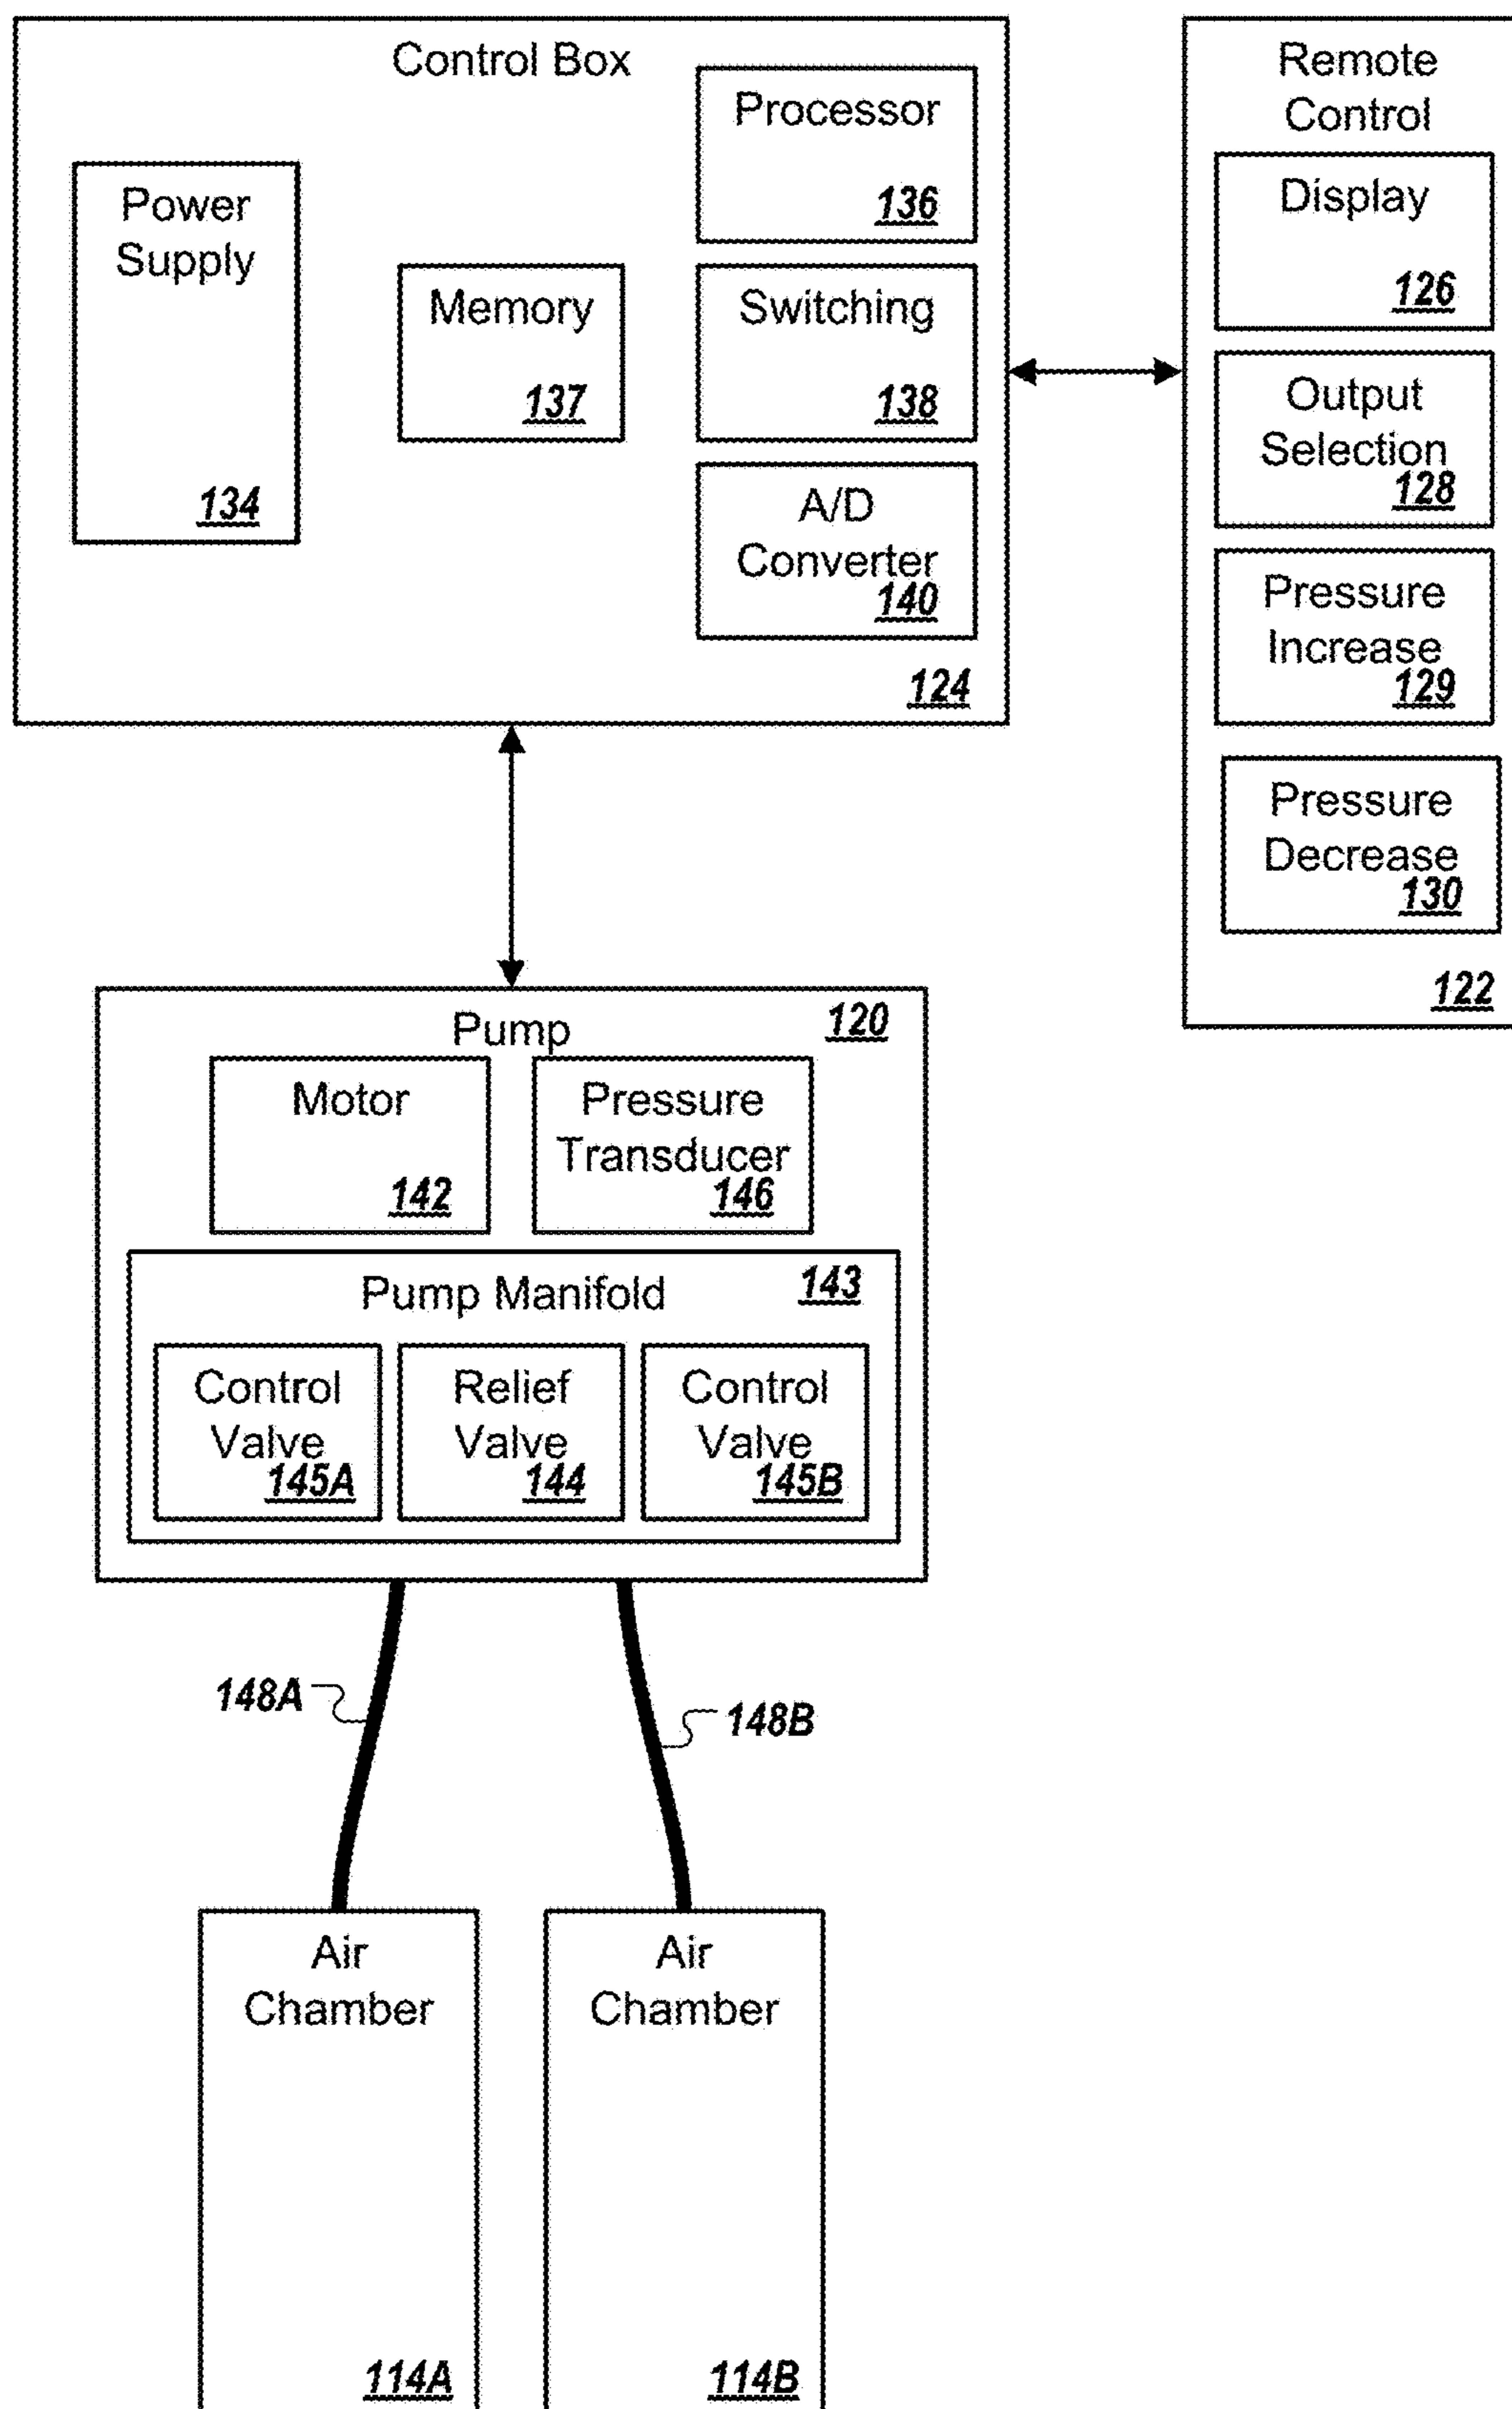 Control Box
Power
Supply
134
Memory
137
Processor
136
Switching
138
A/D
Converter
140
124
Remote
Control
Display
126
Output
Selection
128
Pressure
Increase
129
Pressure
Decrease
130
122
Pump
120
Motor
142
Pressure
Transducer
146
Pump Manifold
143
Control
Valve
145A
Relief
Valve
144
Control
Valve
145B
148A
148B
Air
Chamber
114A
Air
Chamber
114B